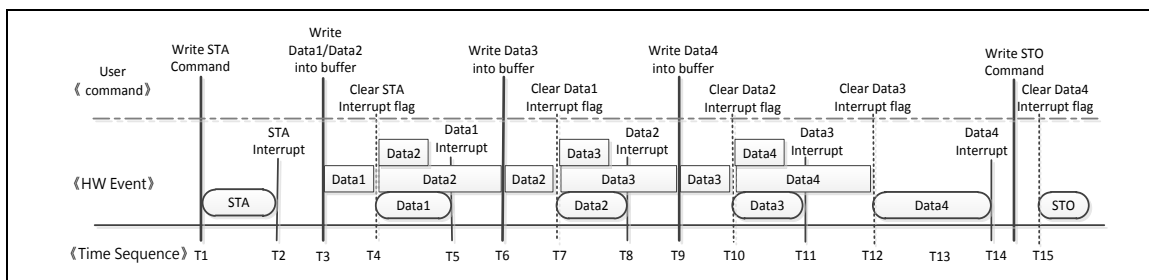 Write STA
Command
Write
Data1/Data2
into buffer
Write Data3
into buffer
Write Data4
into buffer
Write STO
Command
User
《 command》
Clear STA
Interrupt flag
Clear Data1
Interrupt flag
Clear Data2
Interrupt flag
Clear Data3
Interrupt flag
Clear Data4
Interrupt flag
STA
Interrupt
Data1
Interrupt
Data2
Interrupt
Data3
Interrupt
Data4
Interrupt
Data2
Data3
Data4
《HW Event》
Data1
Data2
Data2
Data3
Data3
Data4
STA
Data1
Data2
Data3
Data4
STO
《Time Sequence》 T1 T2 T3 T4 T5 T6 T7 T8 T9 T10 T11 T12 T13 T14 T15